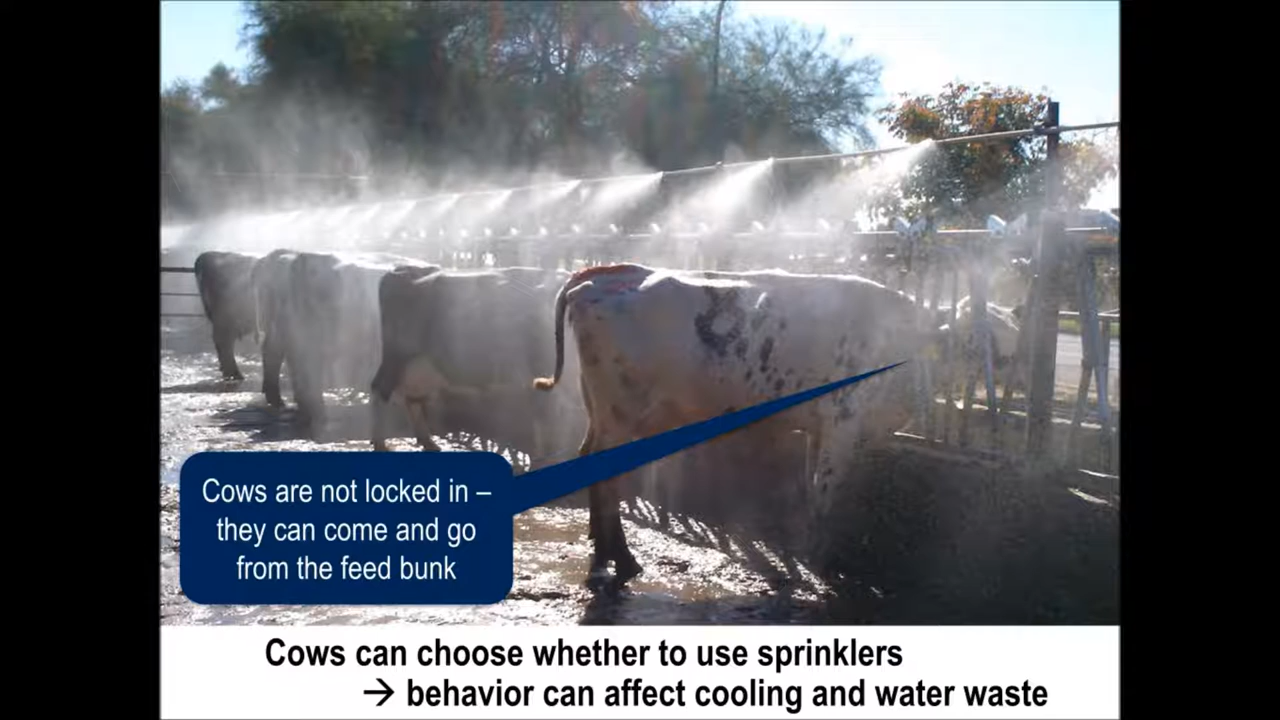 Cows are not locked in –
they can come and go
from the feed bunk
Cows can choose whether to use sprinklers
→ behavior can affect cooling and water waste